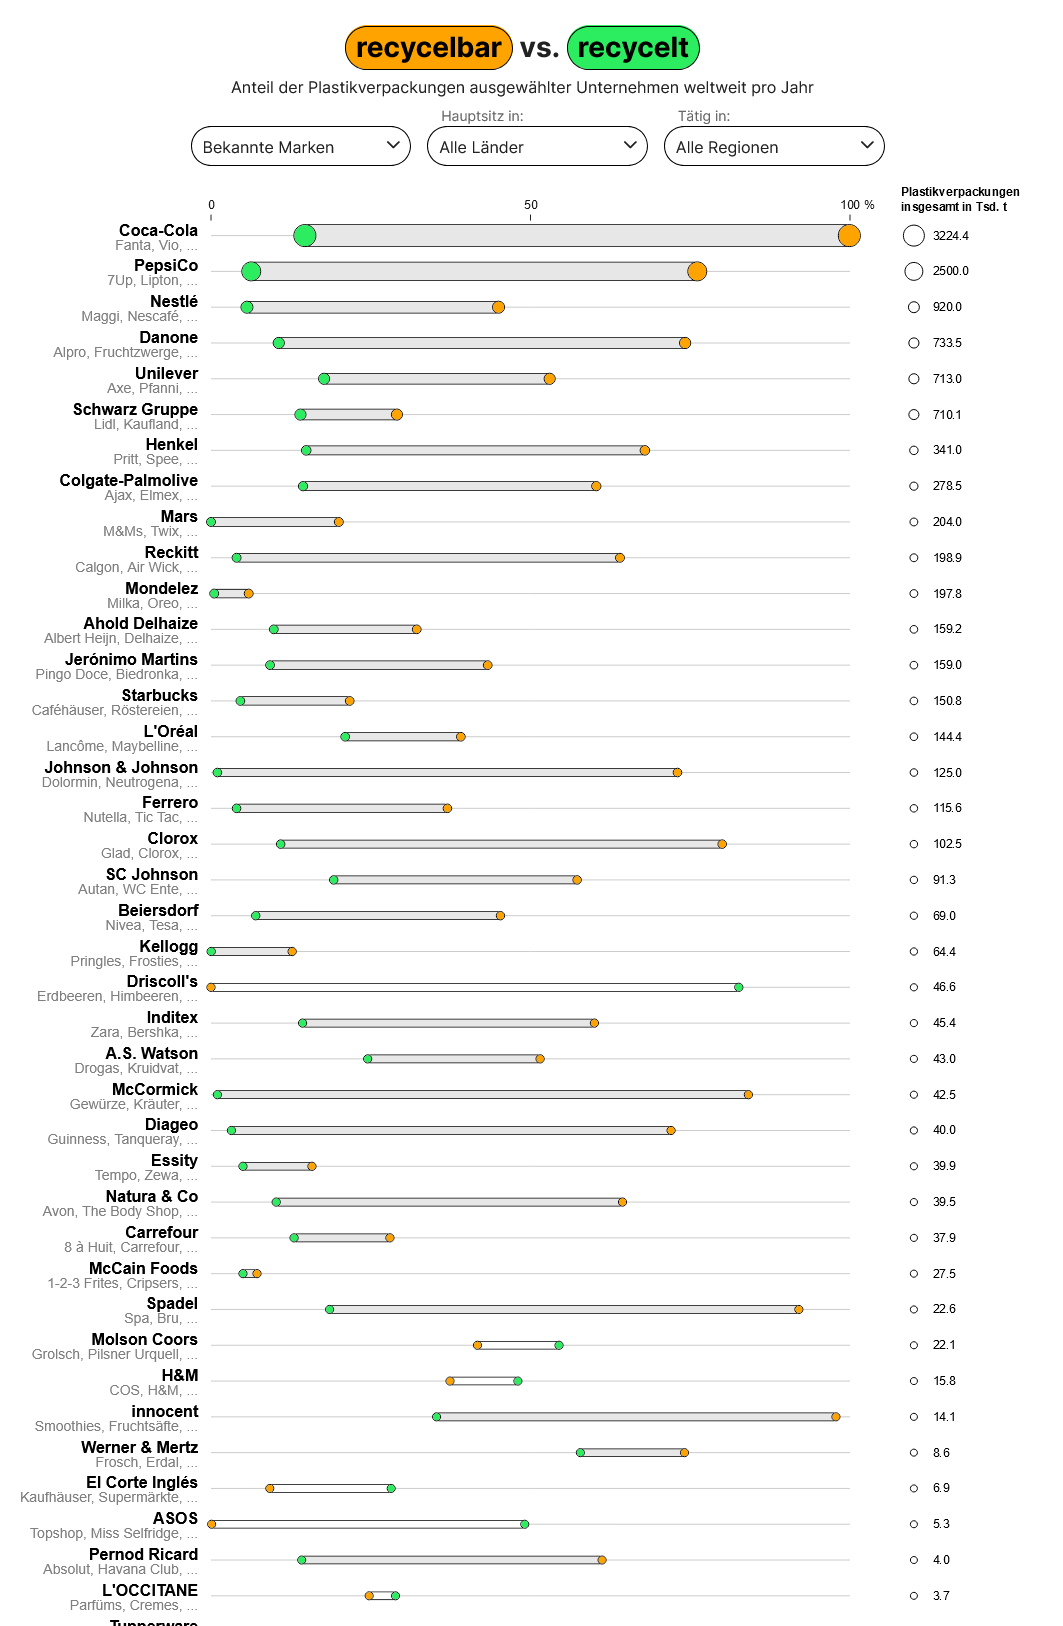 recycelbar vs. recycelt
Anteil der Plastikverpackungen ausgewählter Unternehmen weltweit pro Jahr
Hauptsitz in: Tätig in:
Bekannte Marken Alle Länder Alle Regionen
Plastikverpackungen
insgesamt in Tsd. t
0 50 100 %
Coca-Cola 3224.4
Fanta, Vio, ...
PepsiCo 2500.0
7Up, Lipton, ...
Nestlé 920.0
Maggi, Nescafé, ...
Danone 733.5
Alpro, Fruchtzwerge, ...
Unilever 713.0
Axe, Pfanni, ...
Schwarz Gruppe 710.1
Lidl, Kaufland, ...
Henkel 341.0
Pritt, Spee, ...
Colgate-Palmolive 278.5
Ajax, Elmex, ...
Mars 204.0
M&Ms, Twix, ...
Reckitt 198.9
Calgon, Air Wick, ...
Mondelez 197.8
Milka, Oreo, ...
Ahold Delhaize 159.2
Albert Heijn, Delhaize, ...
Jerónimo Martins 159.0
Pingo Doce, Biedronka, ...
Starbucks 150.8
Caféhäuser, Röstereien, ...
L'Oréal 144.4
Lancôme, Maybelline, ...
Johnson & Johnson 125.0
Dolormin, Neutrogena, ...
Ferrero 115.6
Nutella, Tic Tac, ...
Clorox 102.5
Glad, Clorox, ...
SC Johnson 91.3
Autan, WC Ente, ...
Beiersdorf 69.0
Nivea, Tesa, ...
Kellogg 64.4
Pringles, Frosties, ...
Driscoll's 46.6
Erdbeeren, Himbeeren, ...
Inditex 45.4
Zara, Bershka, ...
A.S. Watson 43.0
Drogas, Kruidvat, ...
McCormick 42.5
Gewürze, Kräuter, ...
Diageo 40.0
Guinness, Tanqueray, ...
Essity 39.9
Tempo, Zewa, ...
Natura & Co 39.5
Avon, The Body Shop, ...
Carrefour 37.9
8 à Huit, Carrefour, ...
McCain Foods 27.5
1-2-3 Frites, Cripsers, ...
Spadel 22.6
Spa, Bru, ...
Molson Coors 22.1
Grolsch, Pilsner Urquell, ...
H&M 15.8
COS, H&M, ...
innocent 14.1
Smoothies, Fruchtsäfte, ...
Werner & Mertz 8.6
Frosch, Erdal, ...
El Corte Inglés 6.9
Kaufhäuser, Supermärkte, ...
ASOS 5.3
Topshop, Miss Selfridge, ...
Pernod Ricard 4.0
Absolut, Havana Club, ...
L'OCCITANE 3.7
Parfüms, Cremes, ...